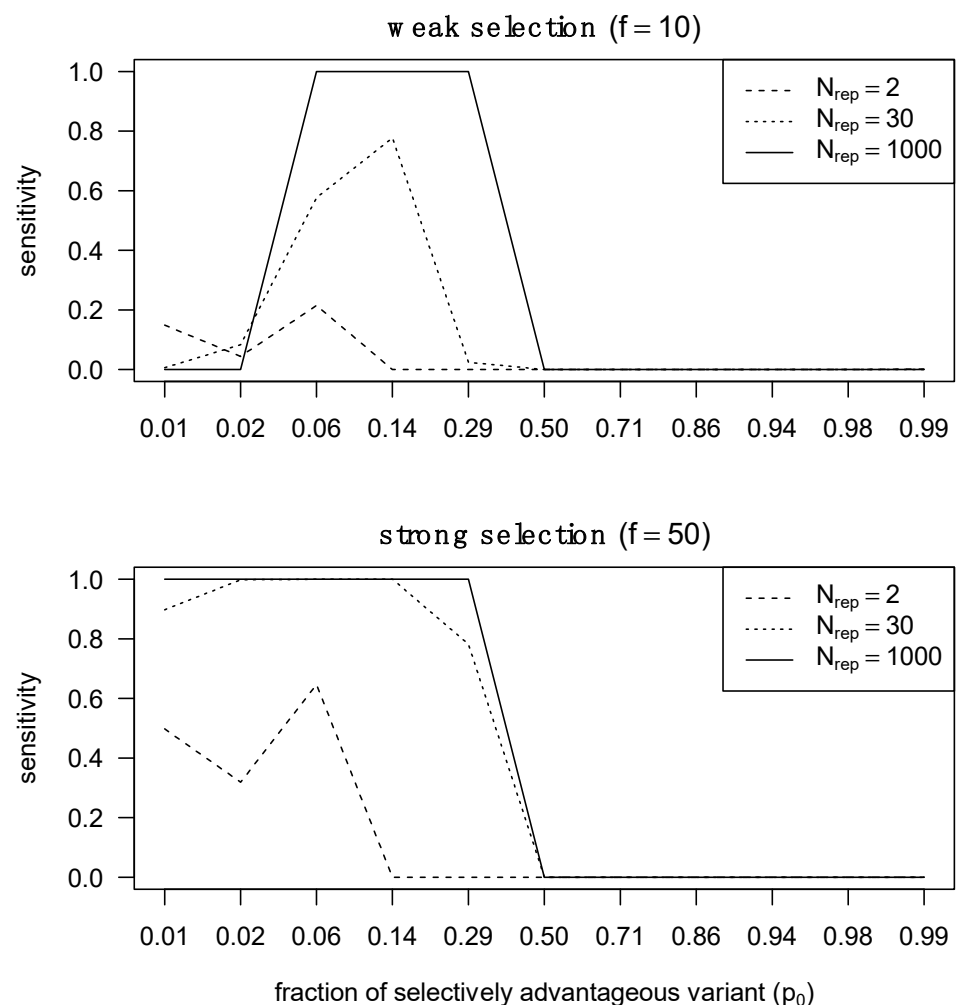 weak selection (f = 10)
sensitivity
1.0
0.8
0.6
0.4
0.2
0.0
N_rep = 2
N_rep = 30
N_rep = 1000
0.01 0.02 0.06 0.14 0.29 0.50 0.71 0.86 0.94 0.98 0.99
strong selection (f = 50)
sensitivity
1.0
0.8
0.6
0.4
0.2
0.0
N_rep = 2
N_rep = 30
N_rep = 1000
0.01 0.02 0.06 0.14 0.29 0.50 0.71 0.86 0.94 0.98 0.99
fraction of selectively advantageous variant (p_0)